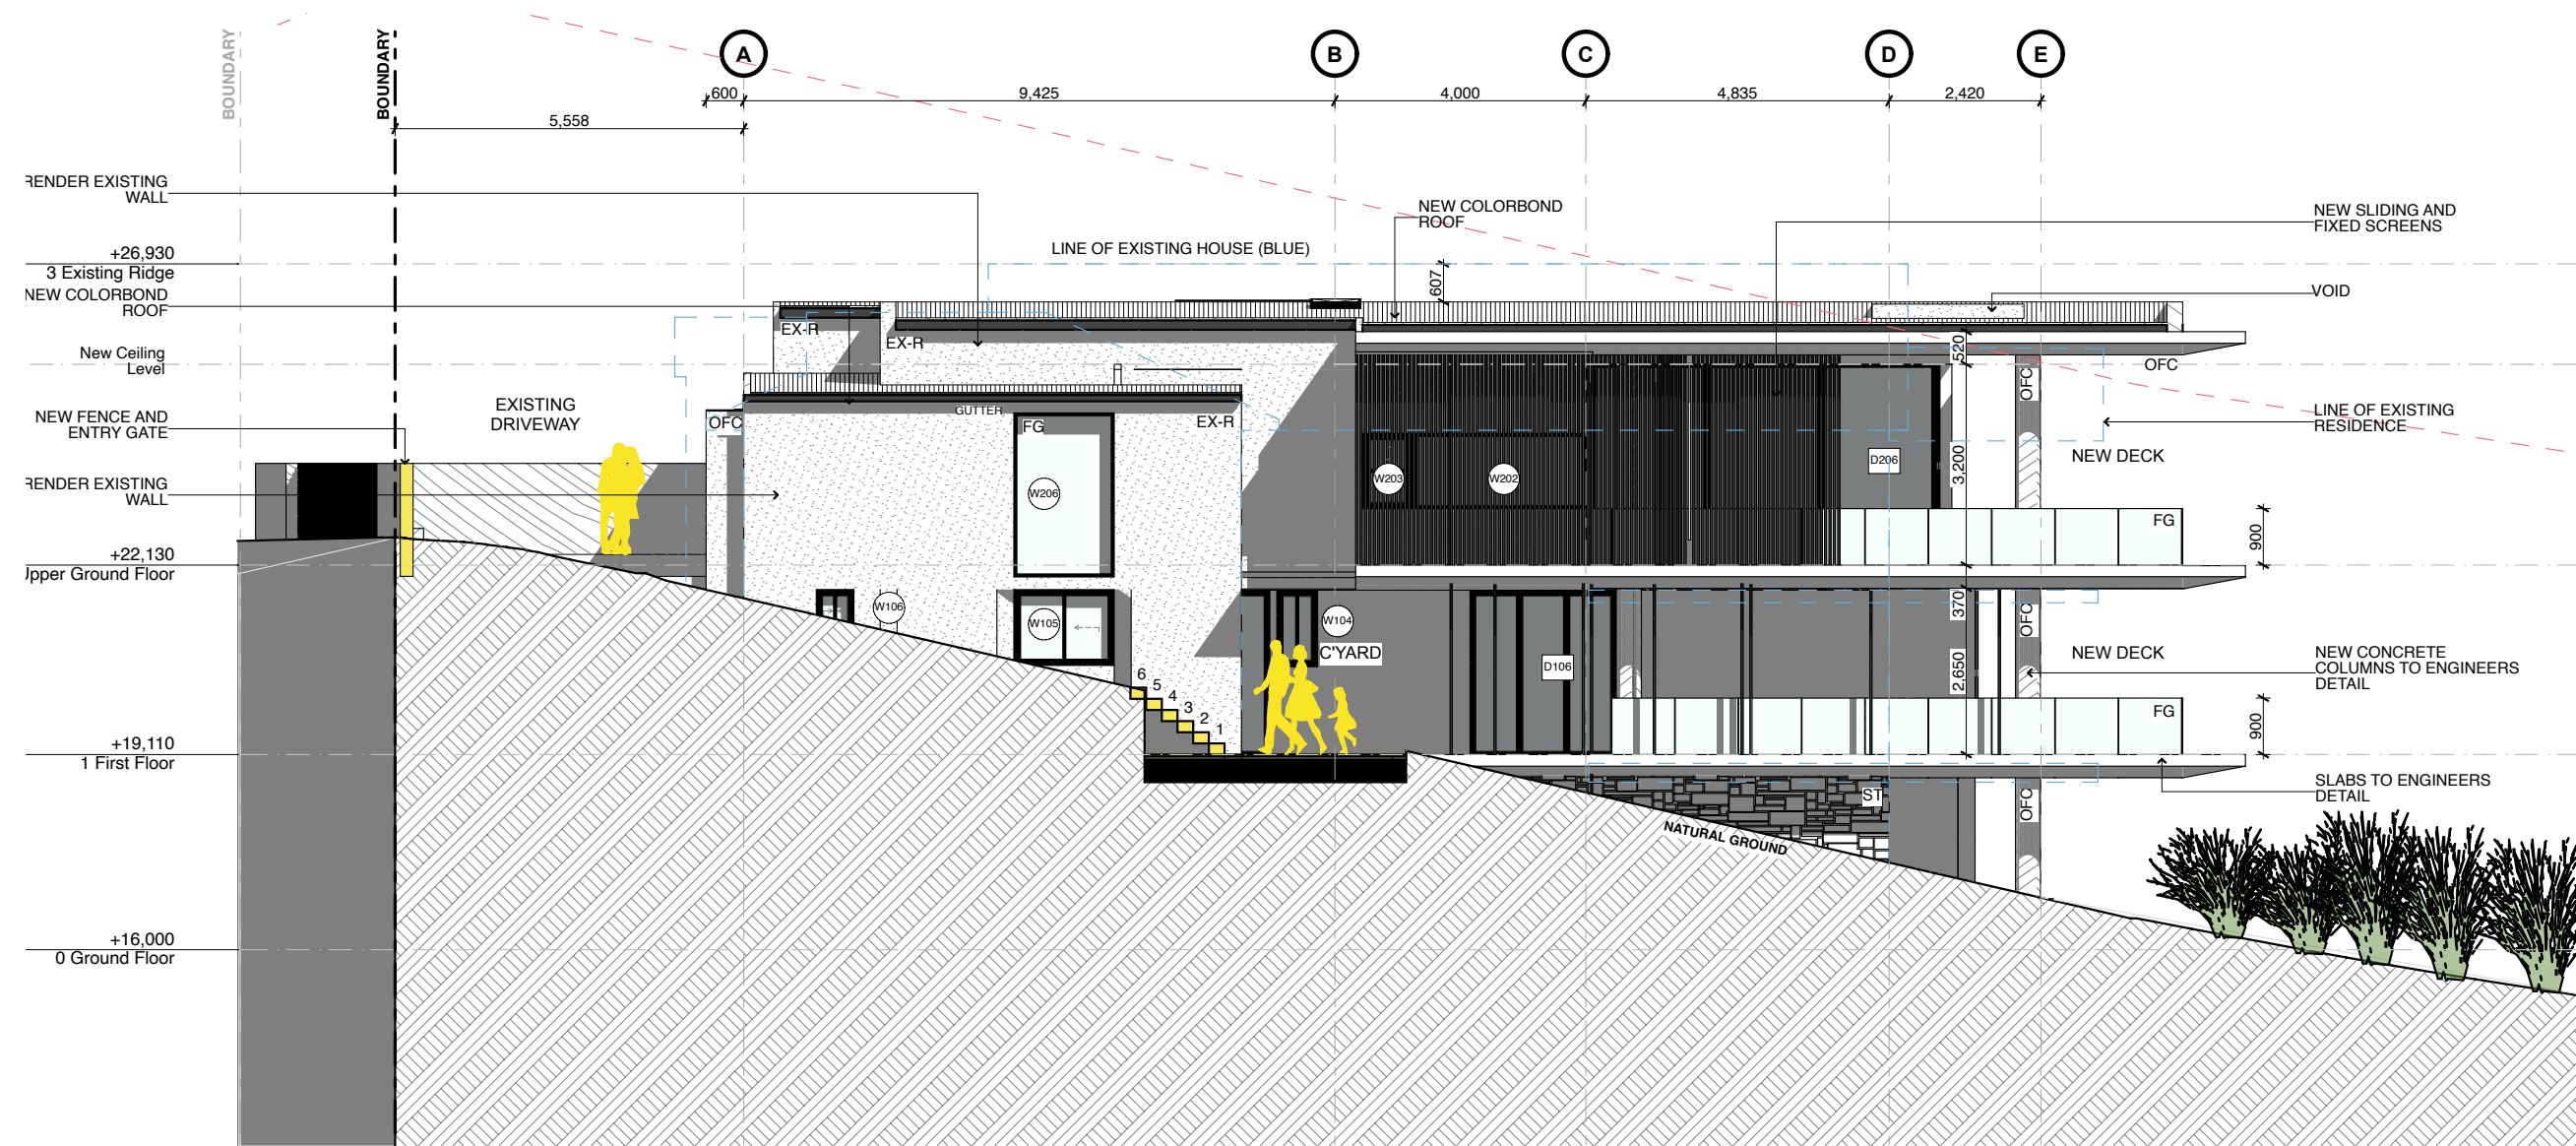 BOUNDARY
BOUNDARY
A
B
C
D
E
600
9,425
4,000
4,835
2,420
5,558
RENDER EXISTING
WALL
+26,930
3 Existing Ridge
NEW COLORBOND
ROOF
New Ceiling
Level
NEW FENCE AND
ENTRY GATE
RENDER EXISTING
WALL
+22,130
Upper Ground Floor
+19,110
1 First Floor
+16,000
0 Ground Floor
EXISTING
DRIVEWAY
LINE OF EXISTING HOUSE (BLUE)
607
NEW COLORBOND
ROOF
NEW SLIDING AND
FIXED SCREENS
VOID
EX-R
EX-R
GUTTER
OFC
FG
EX-R
W206
W106
W105
W203
W202
D206
520
3,200
OFC
OFC
LINE OF EXISTING
RESIDENCE
NEW DECK
FG
900
W104
C'YARD
D106
370
2,650
OFC
NEW DECK
NEW CONCRETE
COLUMNS TO ENGINEERS
DETAIL
FG
900
6
5
4
3
2
1
SLABS TO ENGINEERS
DETAIL
ST
OFC
NATURAL GROUND